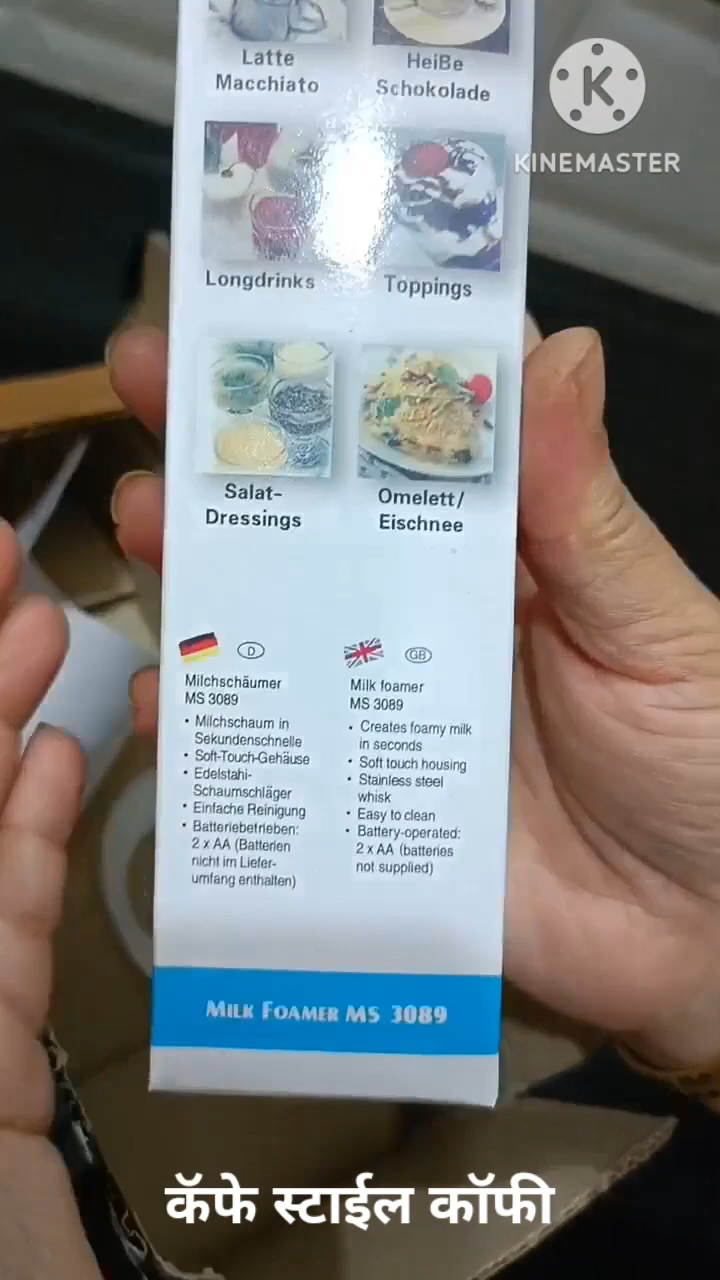 Latte
Macchiato
Heiße
Schokolade
KINEMASTER
Longdrinks
Toppings
Salat-
Dressings
Omelett/
Eischnee
D
Milchschäumer
MS 3089
• Milchschaum in
Sekundenschnelle
• Soft-Touch-Gehäuse
• Edelstahl-
Schaumschläger
• Einfache Reinigung
• Batteriebetrieben:
2 x AA (Batterien
nicht im Liefer-
umfang enthalten)
GB
Milk foamer
MS 3089
• Creates foamy milk
in seconds
• Soft touch housing
• Stainless steel
whisk
• Easy to clean
• Battery-operated:
2 x AA (batteries
not supplied)
MILK FOAMER MS 3089
कॅफे स्टाईल कॉफी